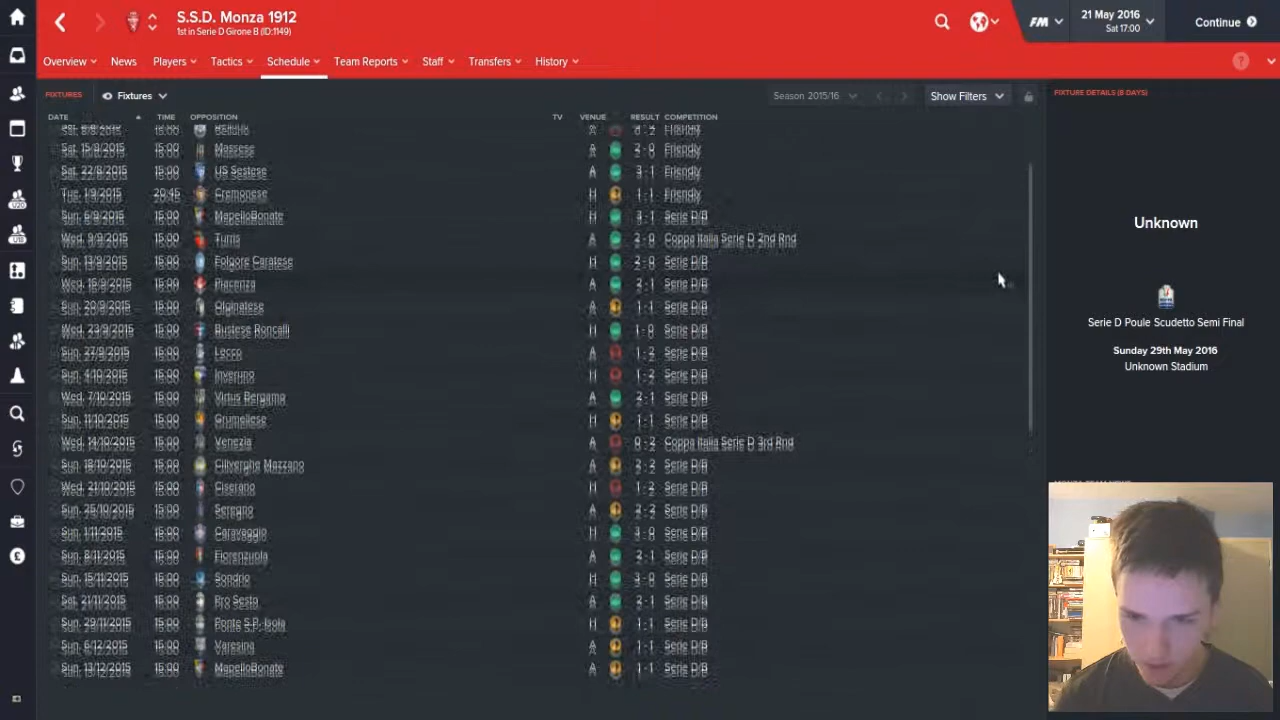 S.S.D. Monza 1912
1st in Serie D Girone B (ID:1149)
FM
21 May 2016
Sat 17:00
Continue
Overview
News
Players
Tactics
Schedule
Team Reports
Staff
Transfers
History
FIXTURES
Fixtures
Season 2015/16
Show Filters
FIXTURE DETAILS (8 DAYS)
DATE TIME OPPOSITION TV VENUE RESULT COMPETITION
15:00 Belluno A 0 - 2 Friendly
Sat. 15/8/2015 15:00 Massese A 2 - 0 Friendly
Sat. 22/8/2015 15:00 US Sestese A 3 - 1 Friendly
Tue. 1/9/2015 20:45 Cremonese H 1 - 1 Friendly
Sun. 6/9/2015 15:00 MapelloBonate H 3 - 1 Serie D/B
Wed. 9/9/2015 15:00 Turris A 2 - 0 Coppa Italia Serie D 2nd Rnd
Sun. 13/9/2015 15:00 Folgore Caratese H 2 - 0 Serie D/B
Wed. 16/9/2015 15:00 Piacenza A 2 - 1 Serie D/B
Sun. 20/9/2015 15:00 Olginatese A 1 - 1 Serie D/B
Wed. 23/9/2015 15:00 Bustese Roncalli H 1 - 0 Serie D/B
Sun. 27/9/2015 15:00 Lecco A 1 - 2 Serie D/B
Sun. 4/10/2015 15:00 Inveruno H 1 - 2 Serie D/B
Wed. 7/10/2015 15:00 Virtus Bergamo A 2 - 1 Serie D/B
Sun. 11/10/2015 15:00 Grumellese H 1 - 1 Serie D/B
Wed. 14/10/2015 15:00 Venezia A 0 - 2 Coppa Italia Serie D 3rd Rnd
Sun. 18/10/2015 15:00 Ciliverghe Mazzano A 2 - 2 Serie D/B
Wed. 21/10/2015 15:00 Ciserano H 1 - 2 Serie D/B
Sun. 25/10/2015 15:00 Seregno A 2 - 2 Serie D/B
Sun. 1/11/2015 15:00 Caravaggio H 3 - 0 Serie D/B
Sun. 8/11/2015 15:00 Fiorenzuola A 2 - 1 Serie D/B
Sun. 15/11/2015 15:00 Sondrio H 3 - 0 Serie D/B
Sat. 21/11/2015 15:00 Pro Sesto A 2 - 1 Serie D/B
Sun. 29/11/2015 15:00 Ponte S.P.-Isola H 1 - 1 Serie D/B
Sun. 6/12/2015 15:00 Varesina A 1 - 1 Serie D/B
Sun. 13/12/2015 15:00 MapelloBonate A 1 - 1 Serie D/B
Unknown
Serie D Poule Scudetto Semi Final
Sunday 29th May 2016
Unknown Stadium